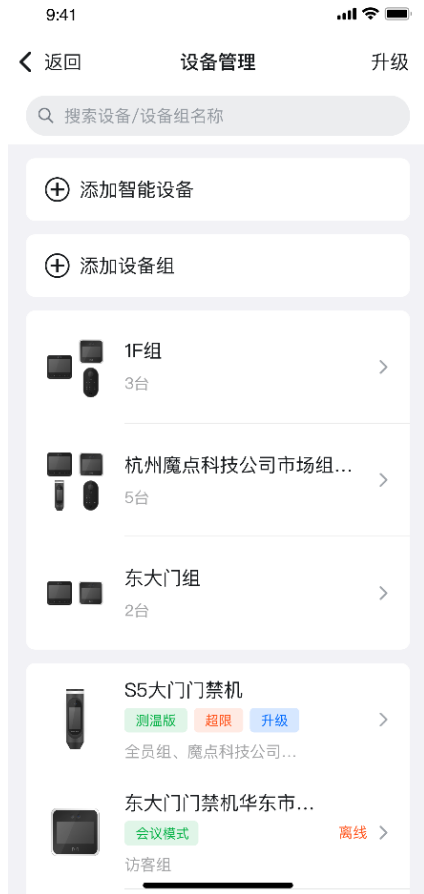 9:41
返回 设备管理 升级
搜索设备/设备组名称
添加智能设备
添加设备组
1F组
3台
杭州魔点科技公司市场组...
5台
东大门组
2台
S5大门门禁机
测温版 超限 升级
全员组、魔点科技公司...
东大门门禁机华东市...
会议模式 离线
访客组